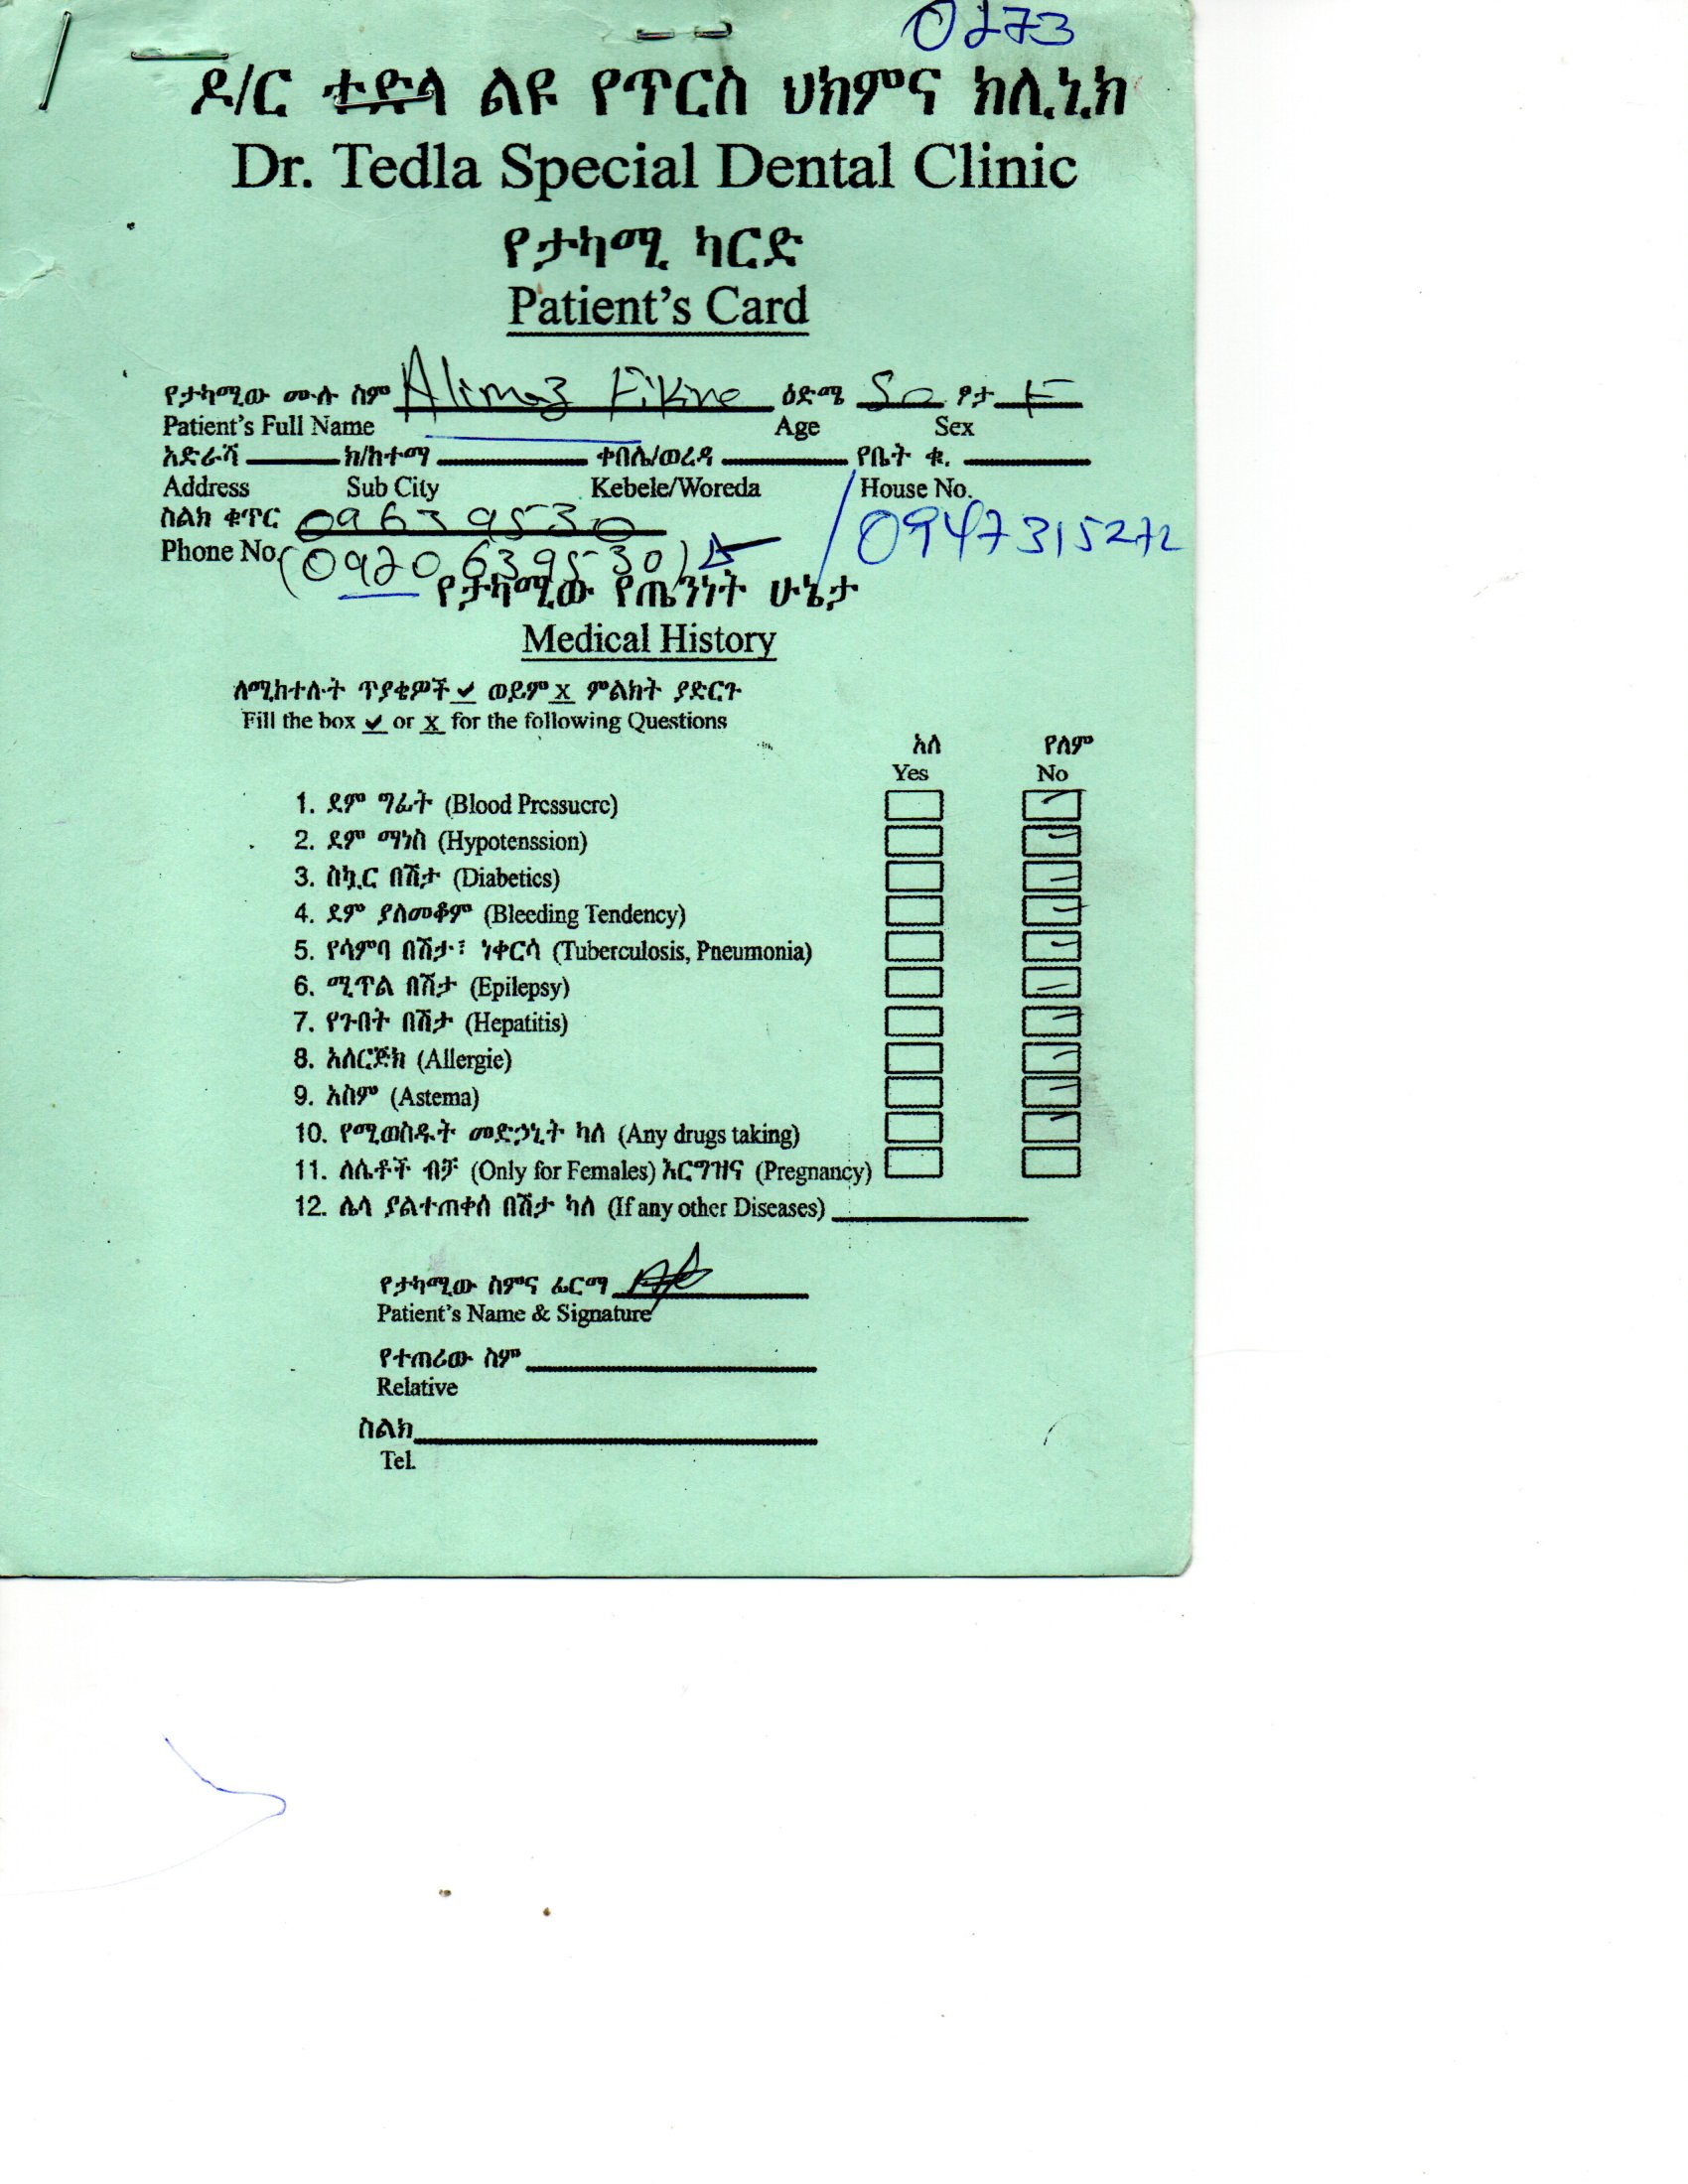 0273
ዶ/ር ተድላ ልዩ የጥርስ ህክምና ክሊኒክ
Dr. Tedla Special Dental Clinic
የታካሚ ካርድ
Patient's Card
የታካሚው ሙሉ ስም Almaz Fikre ዕድሜ 50 ፆታ F
Patient's Full Name Age Sex
አድራሻ ክ/ከተማ ቀበሌ/ወረዳ የቤት ቁ.
Address Sub City Kebele/Woreda House No.
ስልክ ቁጥር 09639530
Phone No. (0920639530) / 0947315272
የታካሚው የጤንነት ሁኔታ
Medical History
ለሚከተሉት ጥያቄዎች ✔ ወይም x ምልክት ያድርጉ
Fill the box ✔ or x for the following Questions
አለ የለም
Yes No
1. ደም ግፊት (Blood Pressuere)
2. ደም ማነስ (Hypotenssion)
3. ስኳር በሽታ (Diabetics)
4. ደም ያለመቆም (Bleeding Tendency)
5. የሳምባ በሽታ፣ ነቀርሳ (Tuberculosis, Pneumonia)
6. ሚጥል በሽታ (Epilepsy)
7. የጉበት በሽታ (Hepatitis)
8. አለርጅክ (Allergie)
9. አስም (Astema)
10. የሚወስዱት መድኃኒት ካለ (Any drugs taking)
11. ለሴቶች ብቻ (Only for Females) እርግዝና (Pregnancy)
12. ሌላ ያልተጠቀሰ በሽታ ካለ (If any other Diseases)
የታካሚው ስምና ፊርማ
Patient's Name & Signature
የተጠሪው ስም
Relative
ስልክ
Tel.